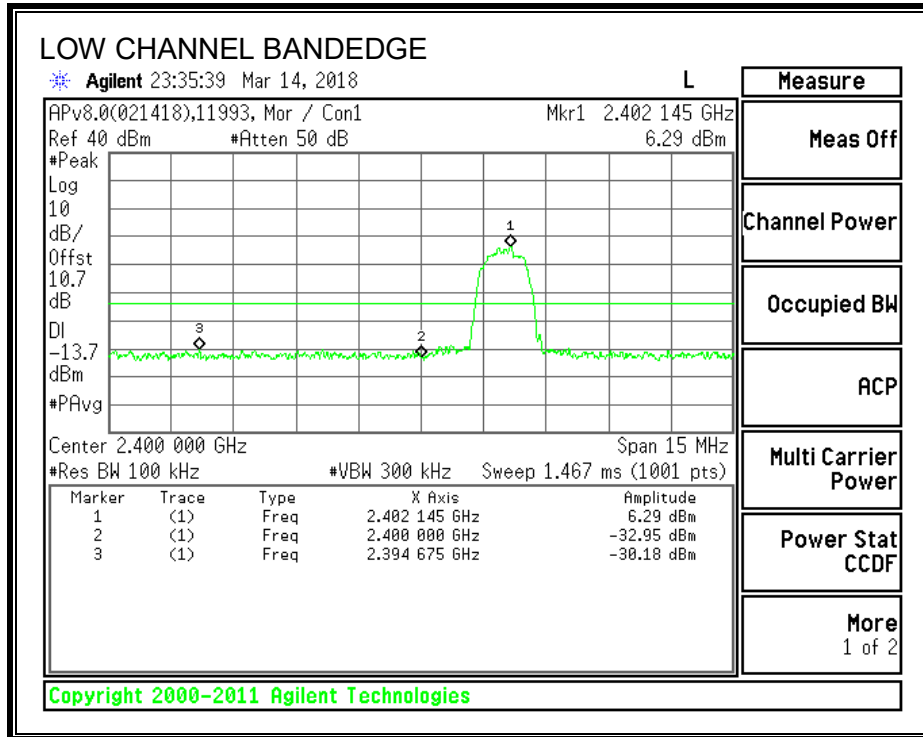 LOW CHANNEL BANDEDGE
Agilent 23:35:39 Mar 14, 2018 L
APv8.0(021418),11993, Mor / Con1 Mkr1 2.402 145 GHz
Ref 40 dBm #Atten 50 dB 6.29 dBm
#Peak
Log
10
dB/
Offst
10.7
dB
DI
-13.7
dBm
#PAvg
1
2
3
Center 2.400 000 GHz Span 15 MHz
#Res BW 100 kHz #VBW 300 kHz Sweep 1.467 ms (1001 pts)
Marker Trace Type X Axis Amplitude
1 (1) Freq 2.402 145 GHz 6.29 dBm
2 (1) Freq 2.400 000 GHz -32.95 dBm
3 (1) Freq 2.394 675 GHz -30.18 dBm
Measure
Meas Off
Channel Power
Occupied BW
ACP
Multi Carrier
Power
Power Stat
CCDF
More
1 of 2
Copyright 2000-2011 Agilent Technologies